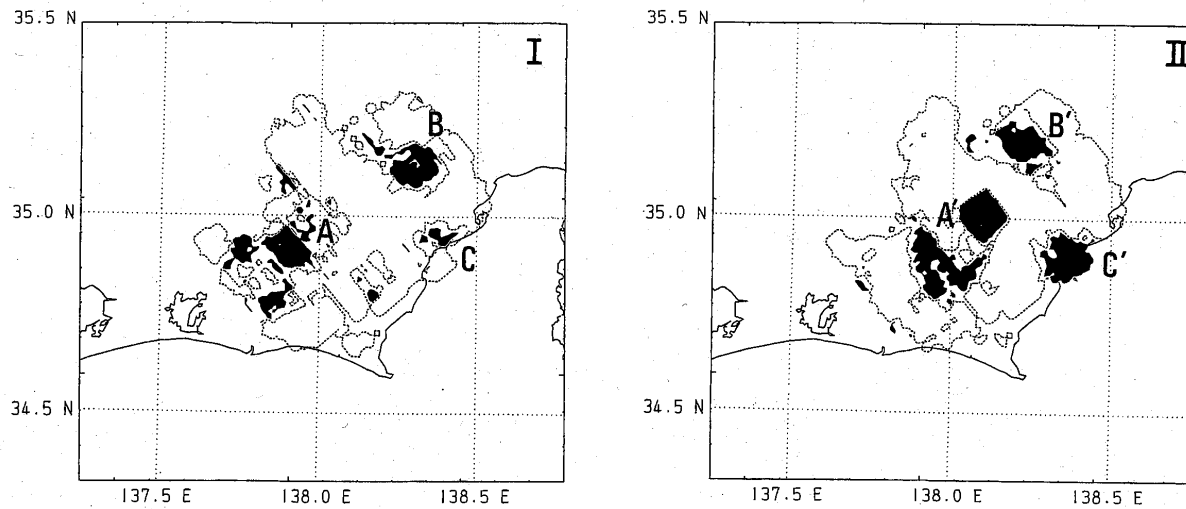 35.5 N
I
B
35.0 N
A
C
34.5 N
137.5 E
138.0 E
138.5 E
35.5 N
II
B′
35.0 N
A′
C′
34.5 N
137.5 E
138.0 E
138.5 E